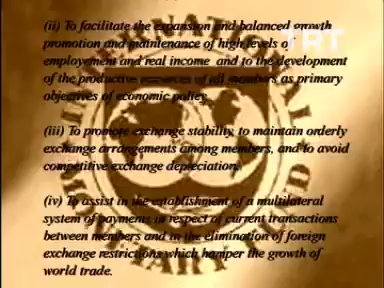 TRT
(ii) To facilitate the expansion and balanced growth
promotion and maintenance of high levels of
employement and real income and to the development
of the productive resources of all members as primary
objectives of economic policy.
(iii) To promote exchange stability, to maintain orderly
exchange arrangements among members, and to avoid
competitive exchange depreciation.
(iv) To assist in the establishment of a multilateral
system of payments in respect of current transactions
between members and in the elimination of foreign
exchange restrictions which hamper the growth of
world trade.